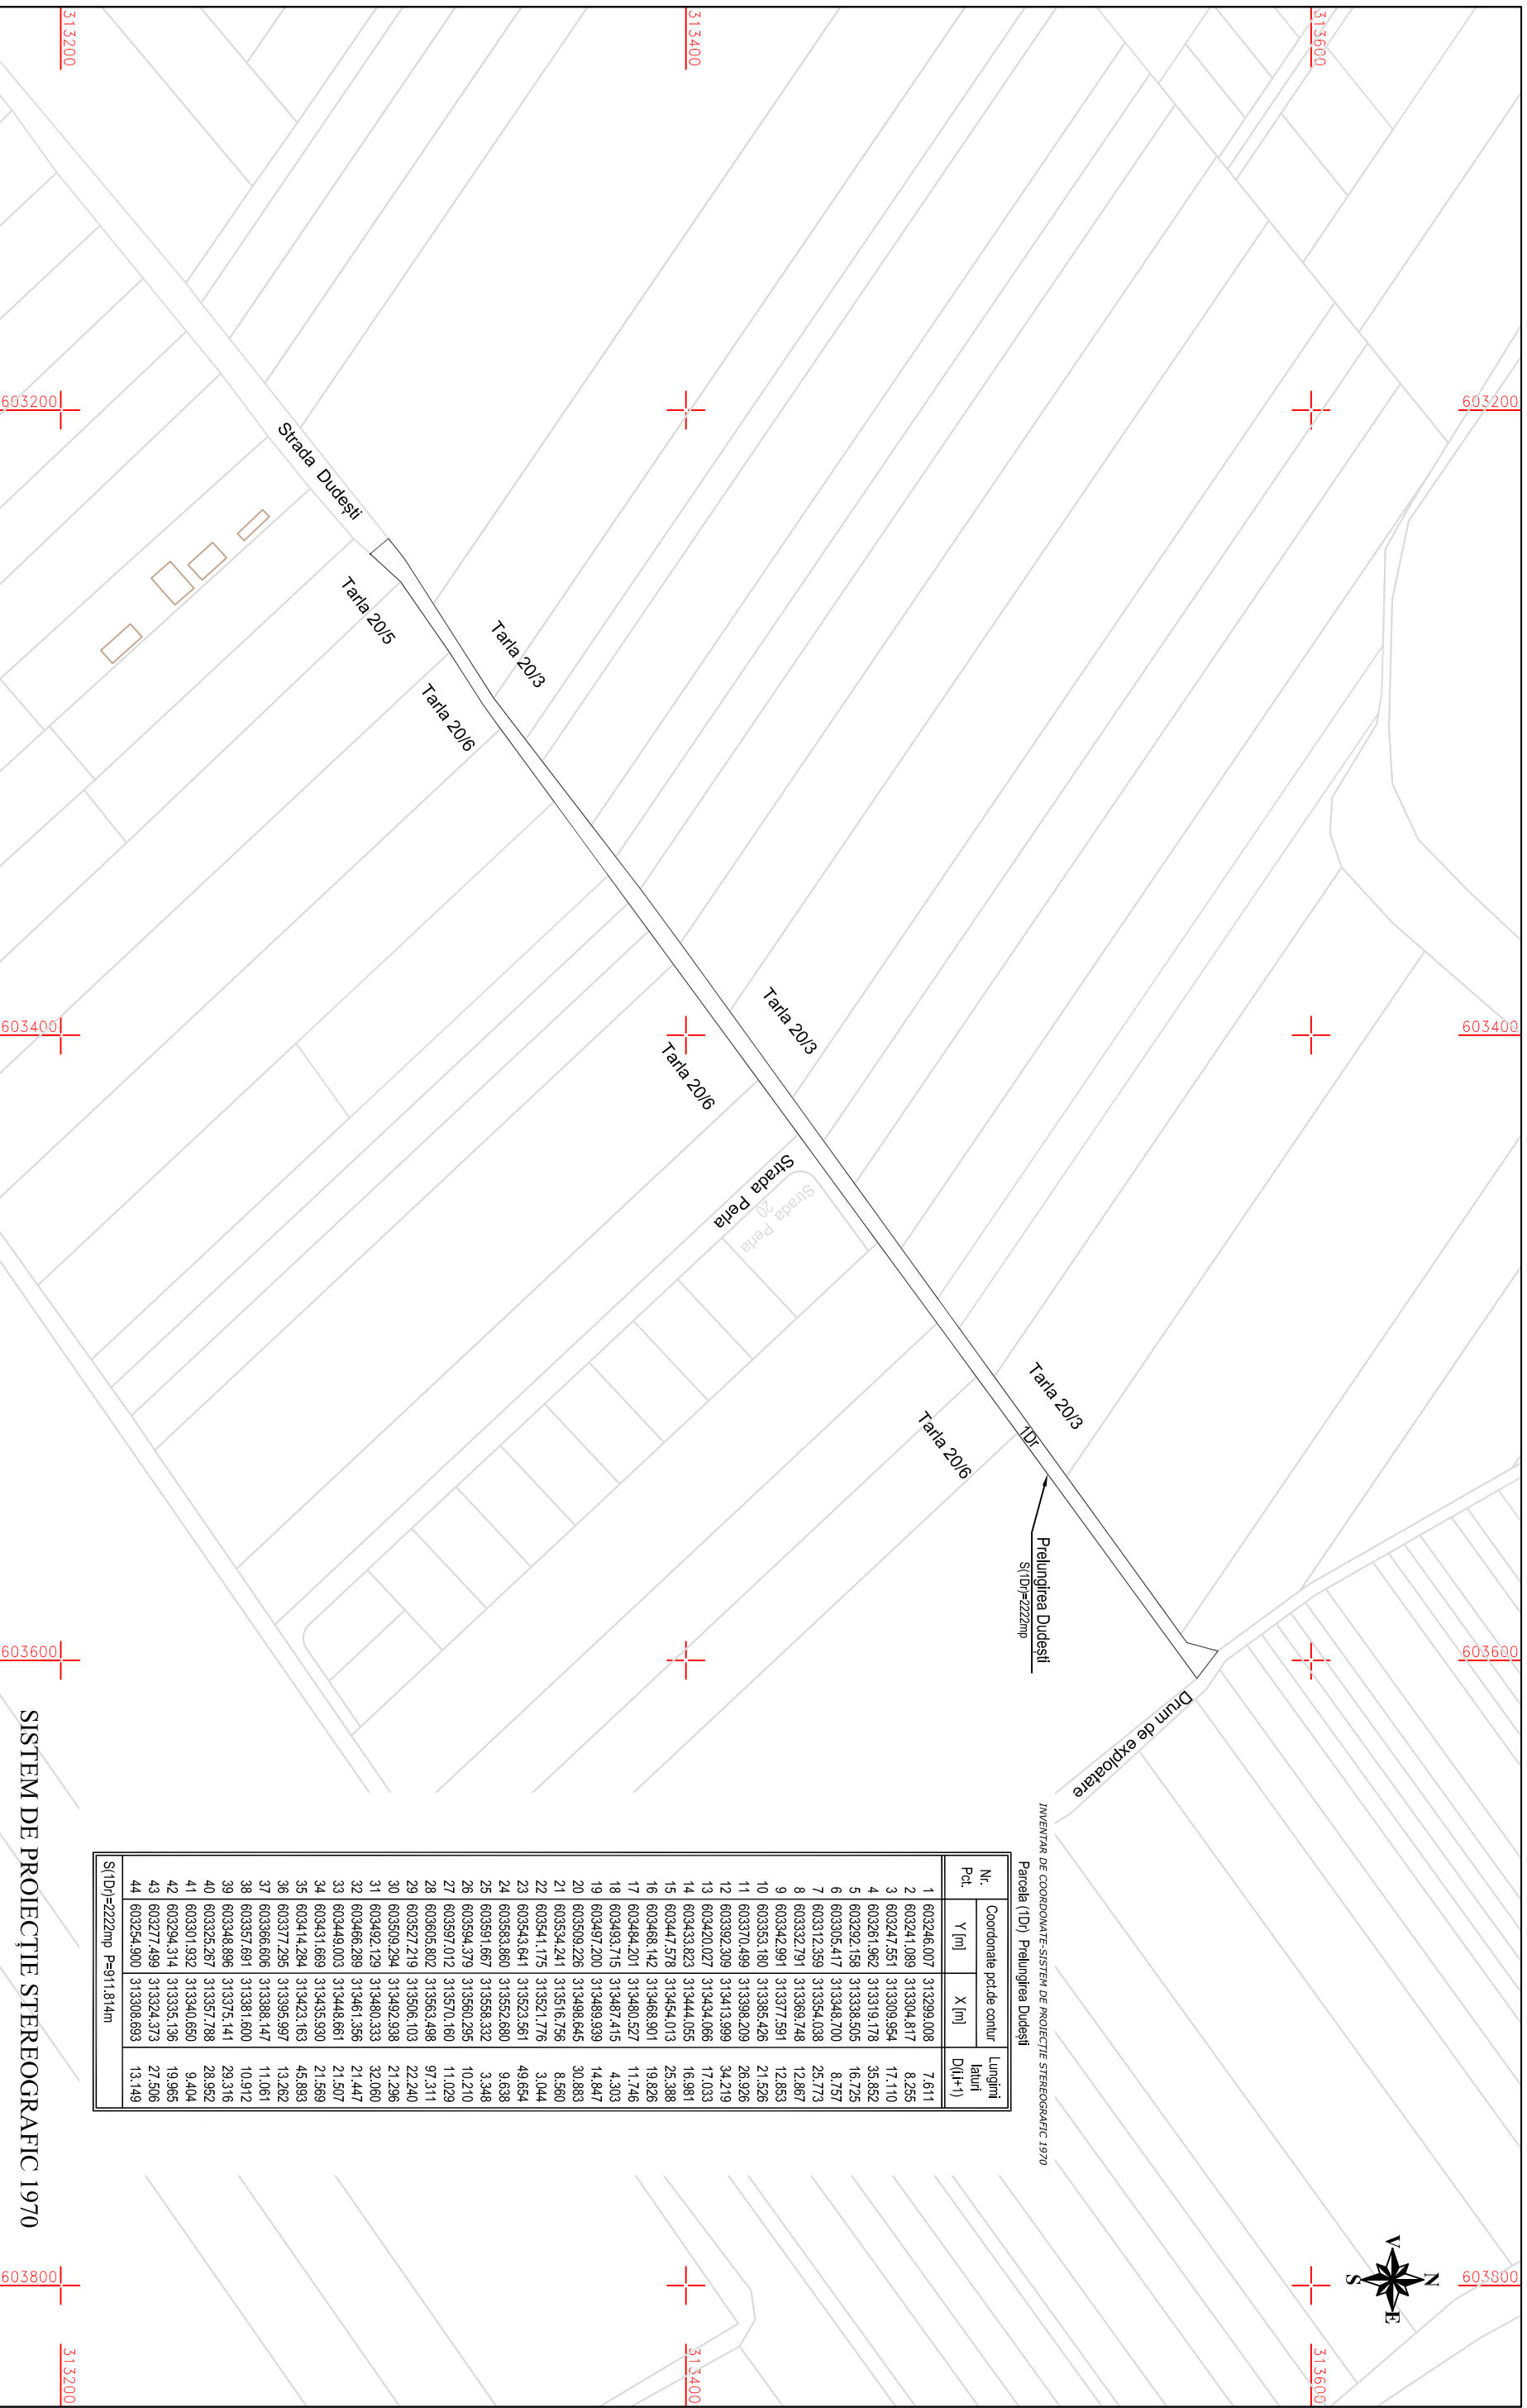 313600
313400
313200
603200
603400
603600
603800
603200
603400
603600
603800
313600
313400
313200
N
V
E
S
Strada Dudești
Tarla 20/5
Tarla 20/3
Tarla 20/6
Tarla 20/3
Tarla 20/6
Strada Perla
Strada Perla
20
Tarla 20/3
Tarla 20/6
1Dr
Prelungirea Dudești
S(1Dr)=2222mp
Drum de exploatare
INVENTAR DE COORDONATE-SISTEM DE PROIECȚIE STEREOGRAFIC 1970
Parcela (1Dr) Prelungirea Dudești
Nr. Pct. Coordonate pct.de contur Lungimi laturi D(i,i+1)
Y [m] X [m]
1 603246.007 313299.008 7.611
2 603241.089 313304.817 8.255
3 603247.551 313309.954 17.110
4 603261.962 313319.178 35.852
5 603292.158 313338.505 16.725
6 603305.417 313348.700 8.757
7 603312.359 313354.038 25.773
8 603332.791 313369.748 12.867
9 603342.991 313377.591 12.853
10 603353.180 313385.426 21.526
11 603370.499 313398.209 26.926
12 603392.309 313413.999 34.219
13 603420.027 313434.066 17.033
14 603433.823 313444.055 16.981
15 603447.578 313454.013 25.388
16 603468.142 313468.901 19.826
17 603484.201 313480.527 11.746
18 603493.715 313487.415 4.303
19 603497.200 313489.939 14.847
20 603509.226 313498.645 30.883
21 603534.241 313516.756 8.560
22 603541.175 313521.776 3.044
23 603543.641 313523.561 49.654
24 603583.860 313552.680 9.638
25 603591.667 313558.332 3.348
26 603594.379 313560.295 10.210
27 603597.012 313570.160 11.029
28 603605.802 313563.498 97.311
29 603527.219 313506.103 22.240
30 603509.294 313492.938 21.296
31 603492.129 313480.333 32.060
32 603466.289 313461.356 21.447
33 603449.003 313448.661 21.507
34 603431.669 313435.930 21.569
35 603414.284 313423.163 45.893
36 603377.295 313395.997 13.262
37 603366.606 313388.147 11.061
38 603357.691 313381.600 10.912
39 603348.896 313375.141 29.316
40 603325.267 313357.788 28.952
41 603301.932 313340.650 9.404
42 603294.314 313335.136 19.965
43 603277.499 313324.373 27.506
44 603254.900 313308.693 13.149
S(1Dr)=2222mp P=911.814m
SISTEM DE PROIECȚIE STEREOGRAFIC 1970